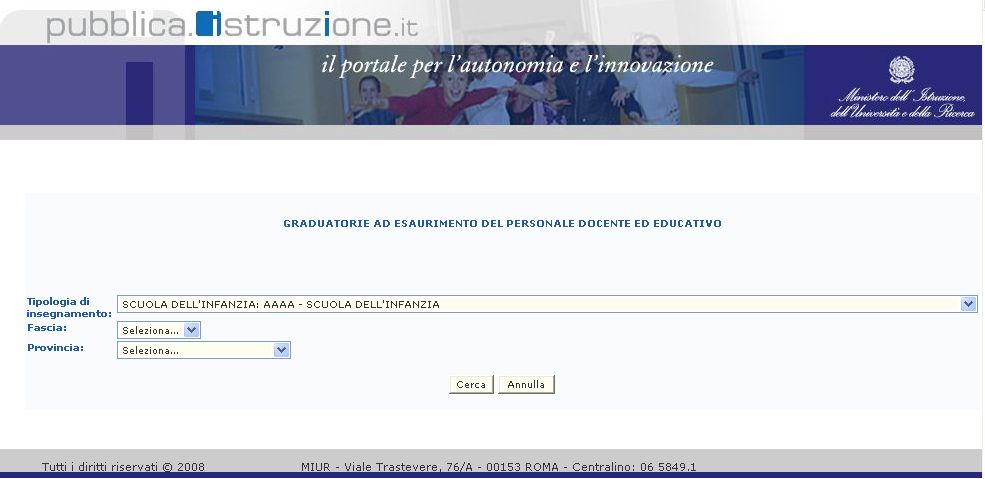 pubblica.istruzione.it
il portale per l'autonomia e l'innovazione
Ministero dell' Istruzione,
dell'Università e della Ricerca
GRADUATORIE AD ESAURIMENTO DEL PERSONALE DOCENTE ED EDUCATIVO
Tipologia di
insegnamento:
SCUOLA DELL'INFANZIA: AAAA - SCUOLA DELL'INFANZIA
Fascia: Seleziona...
Provincia: Seleziona...
Cerca Annulla
Tutti i diritti riservati © 2008 MIUR - Viale Trastevere, 76/A - 00153 ROMA - Centralino: 06 5849.1